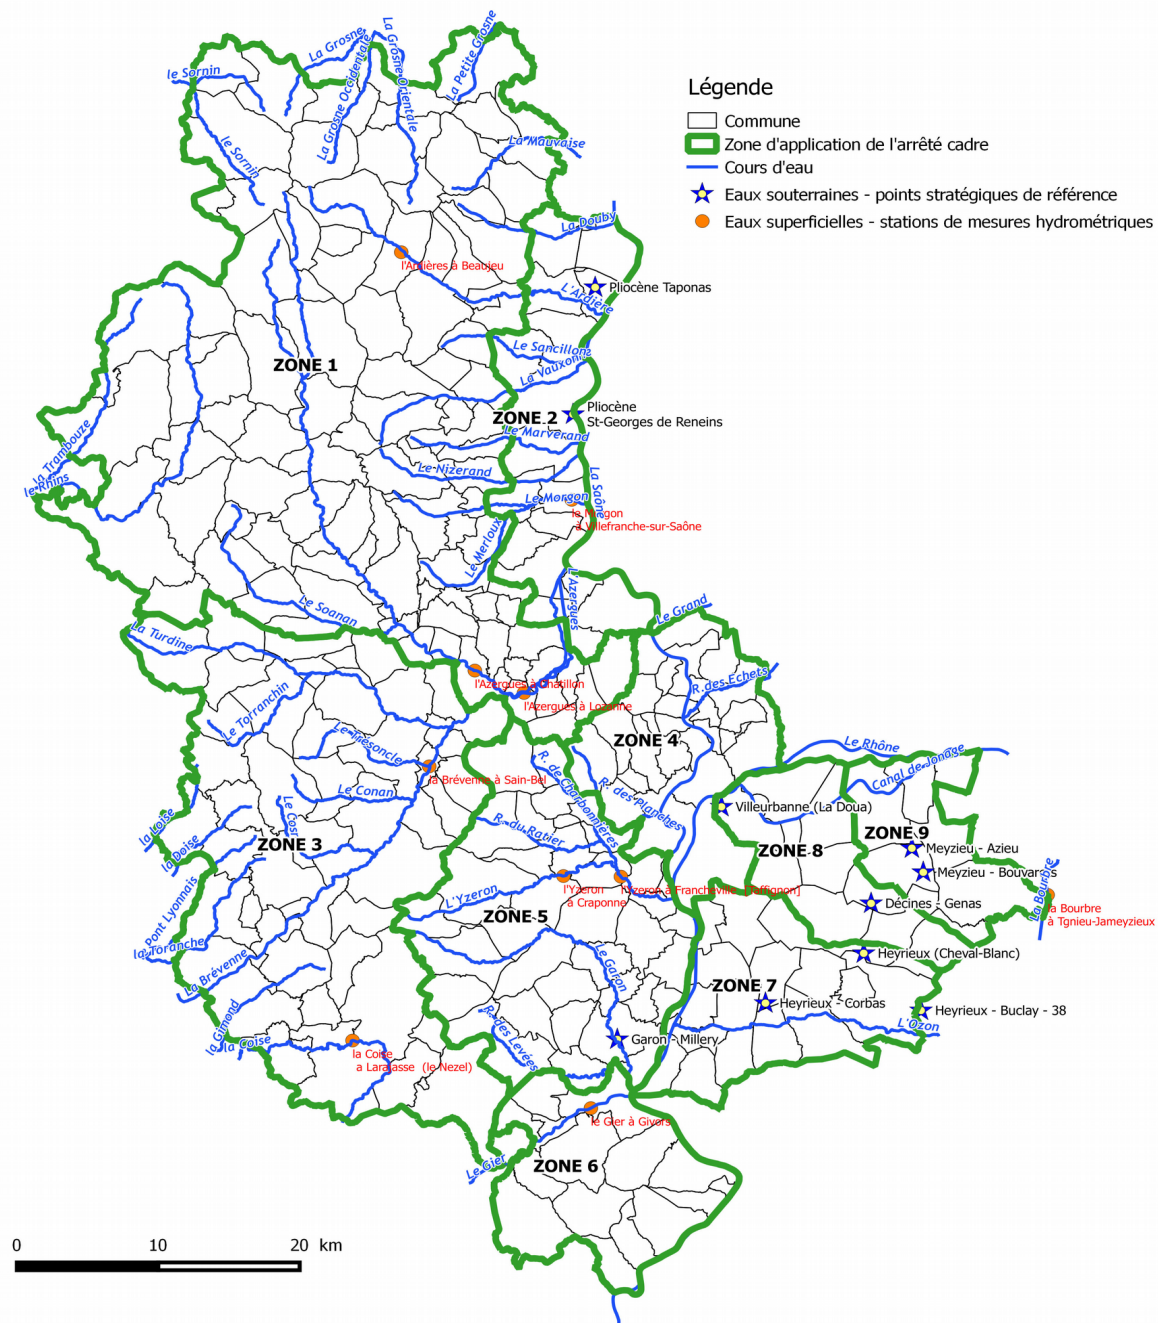 Légende
Commune
Zone d'application de l'arrêté cadre
Cours d'eau
Eaux souterraines - points stratégiques de référence
Eaux superficielles - stations de mesures hydrométriques
le Sornin
La Grosne
La Grosne Occidentale
La Grosne Orientale
La Petite Grosne
le Sornin
La Mauvaise
La Douby
l'Ardières à Beaujeu
Pliocène Taponas
L'Ardière
ZONE 1
Le Sancillon
La Vauxonne
Pliocène
St-Georges de Reneins
ZONE 2
Le Marverand
la Trambouze
le Rhins
Le Nizerand
La Saône
Le Morgon
le Morgon
à Villefranche-sur-Saône
Le Merloux
L'Azergues
Le Soanan
Le Grand
La Turdine
l'Azergues à Chatillon
R.des Echets
l'Azergues à Lozanne
Le Torranchin
Le Trésoncle
ZONE 4
Le Rhône
Canal de Jonage
la Brévenne à Sain-Bel
R. de Charbonnières
R. des Planches
Le Conan
Le Cosne
Villeurbanne (La Doua)
la Loise
la Doise
ZONE 3
R. du Ratier
ZONE 9
ZONE 8
Meyzieu - Azieu
Meyzieu - Bouvarets
L'Yzeron
l'Yzeron
à Craponne
l'Yzeron à Francheville [Taffignon]
Pont Lyonnais
Décines - Genas
La Bourbre
la Bourbre
à Tgnieu-Jameyzieux
ZONE 5
la Toranche
La Brévenne
Le Garon
Heyrieux (Cheval-Blanc)
ZONE 7
Heyrieux - Corbas
Heyrieux - Buclay - 38
L'Ozon
la Gimond
la Coise
R. des Levées
Garon - Millery
la Coise
a Larajasse (le Nezel)
le Gier à Givors
Le Gier
ZONE 6
0 10 20 km